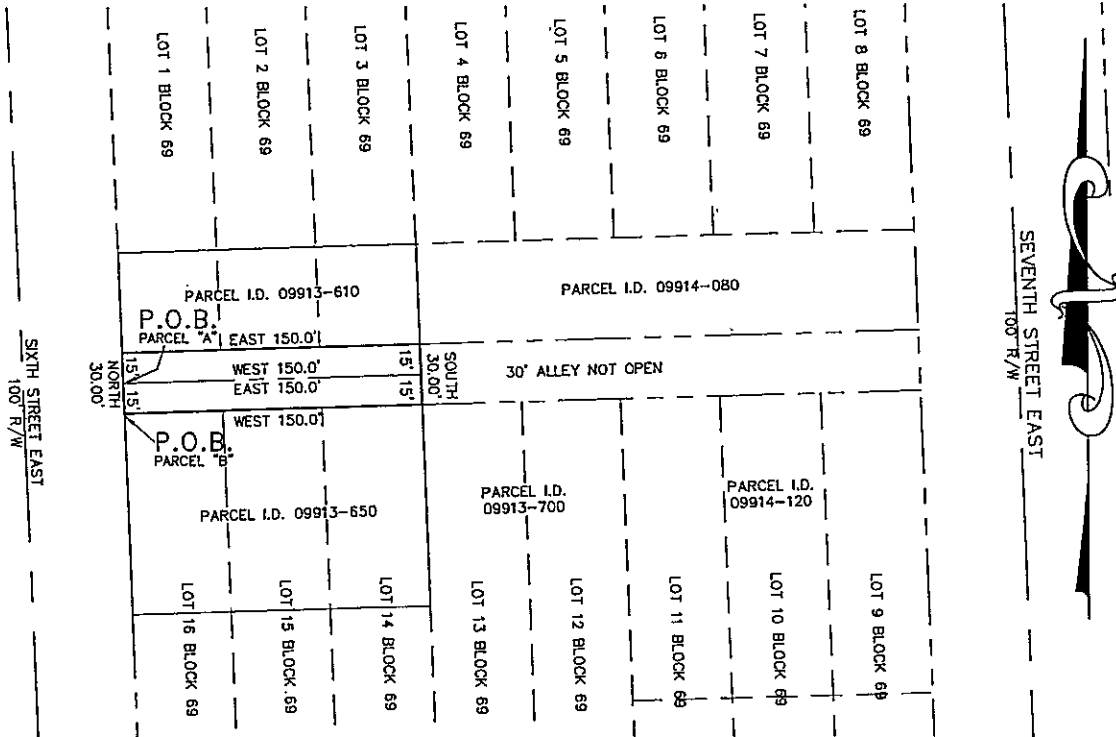 LOT 1 BLOCK 69
LOT 2 BLOCK 69
LOT 3 BLOCK 69
LOT 4 BLOCK 69
LOT 5 BLOCK 69
LOT 6 BLOCK 69
LOT 7 BLOCK 69
LOT 8 BLOCK 69
SEVENTH STREET EAST
100' R/W
PARCEL I.D. 09913-610
PARCEL I.D. 09914-080
P.O.B.
PARCEL "A"
EAST 150.0'
WEST 150.0'
EAST 150.0'
WEST 150.0'
15'
15'
15'
15'
NORTH
30.00'
SOUTH
30.00'
30' ALLEY NOT OPEN
P.O.B.
PARCEL "B"
SIXTH STREET EAST
100' R/W
PARCEL I.D. 09913-650
PARCEL I.D.
09913-700
PARCEL I.D.
09914-120
LOT 16 BLOCK 69
LOT 15 BLOCK 69
LOT 14 BLOCK 69
LOT 13 BLOCK 69
LOT 12 BLOCK 69
LOT 11 BLOCK 69
LOT 10 BLOCK 69
LOT 9 BLOCK 69